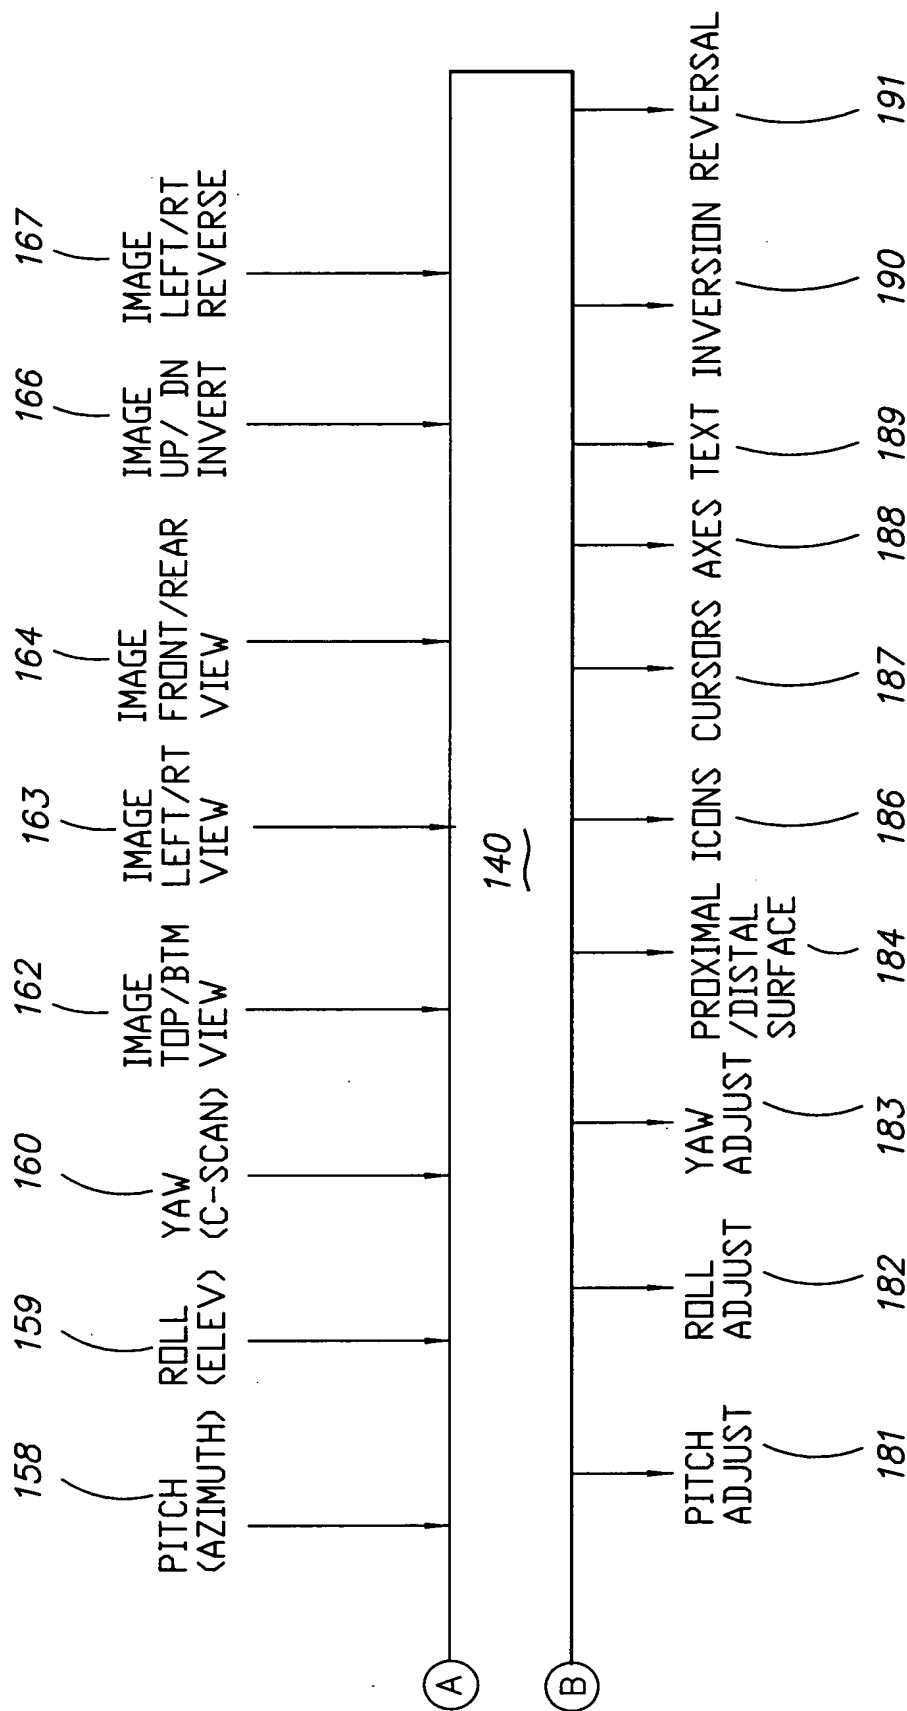 158
PITCH
(AZIMUTH)
159
ROLL
(ELEV)
160
YAW
(C-SCAN)
162
IMAGE
TOP/BTM
VIEW
163
IMAGE
LEFT/RT
VIEW
164
IMAGE
FRONT/REAR
VIEW
166
IMAGE
UP/ DN
INVERT
167
IMAGE
LEFT/RT
REVERSE
A
140
B
PITCH
ADJUST
181
ROLL
ADJUST
182
YAW
ADJUST
183
PROXIMAL
/DISTAL
SURFACE
184
ICONS
186
CURSORS
187
AXES
188
TEXT
189
INVERSION
190
REVERSAL
191